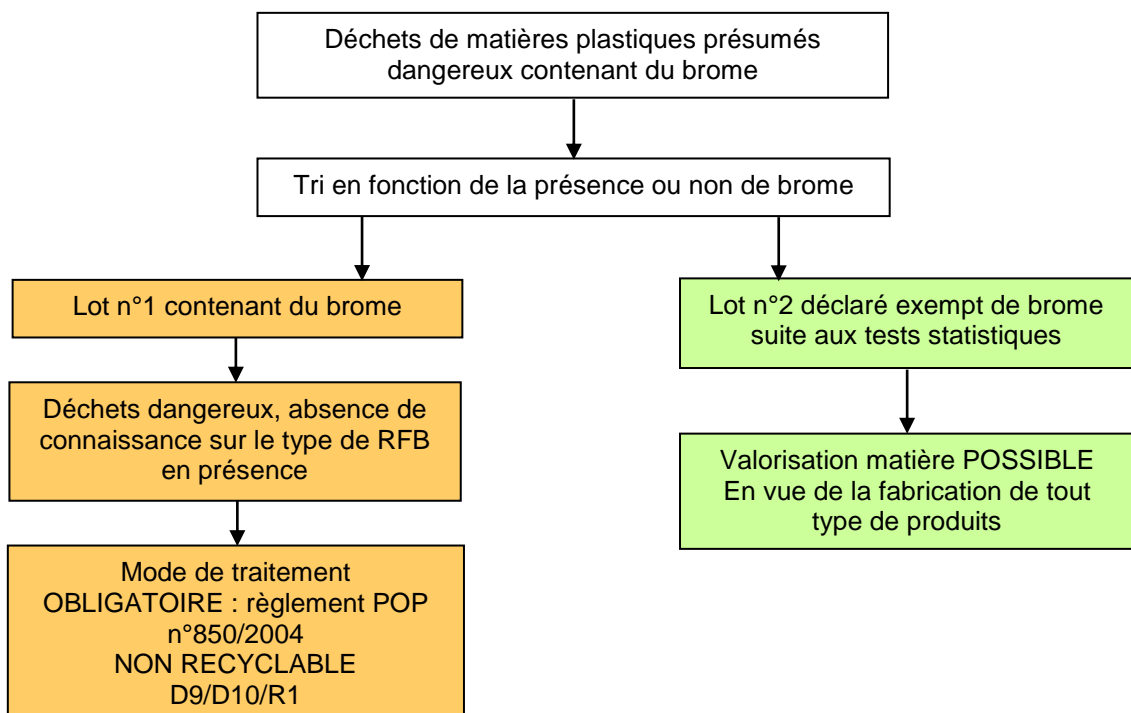 Déchets de matières plastiques présumés
dangereux contenant du brome
Tri en fonction de la présence ou non de brome
Lot n°1 contenant du brome
Lot n°2 déclaré exempt de brome
suite aux tests statistiques
Déchets dangereux, absence de
connaissance sur le type de RFB
en présence
Valorisation matière POSSIBLE
En vue de la fabrication de tout
type de produits
Mode de traitement
OBLIGATOIRE : règlement POP
n°850/2004
NON RECYCLABLE
D9/D10/R1